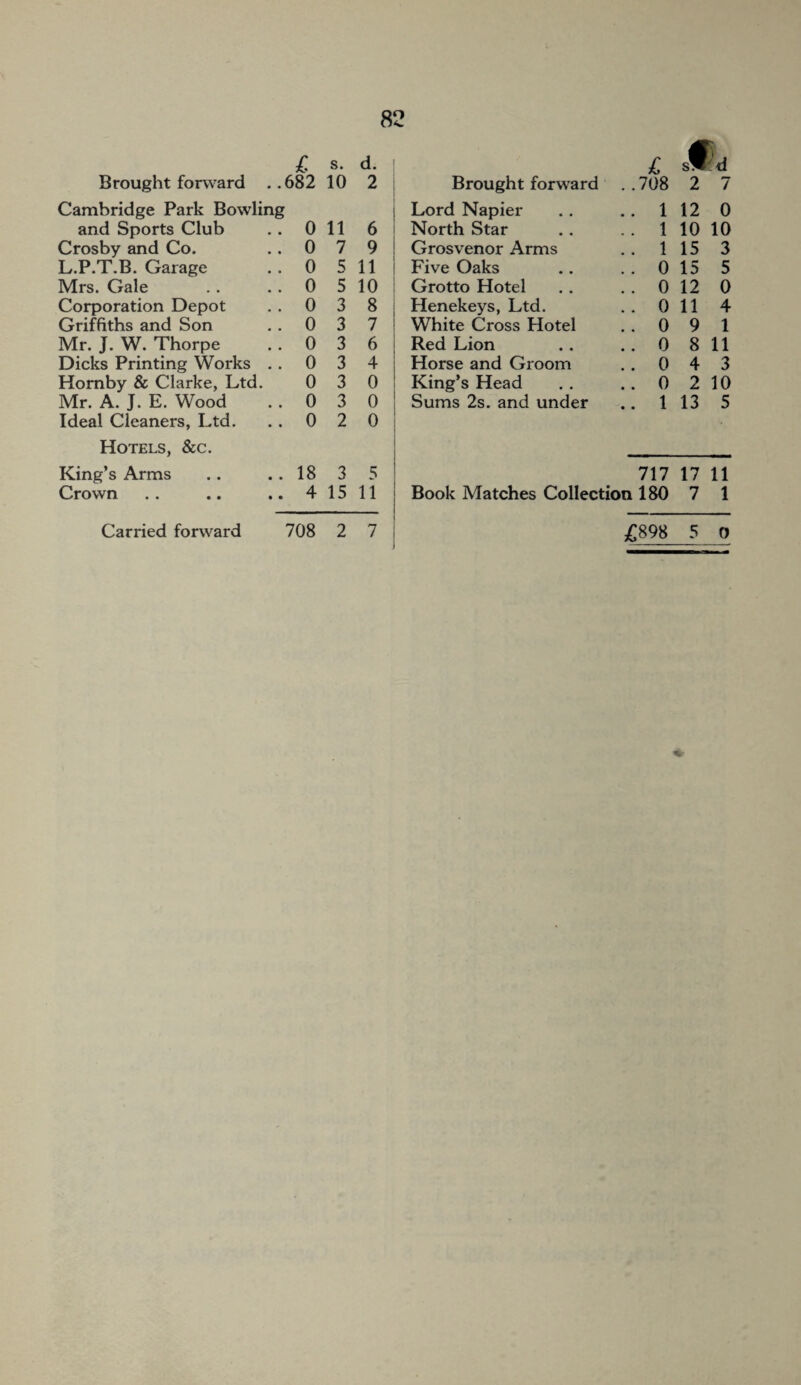 82
£ s. d.
Brought forward . .682 10 2
Cambridge Park Bowling
and Sports Club . . 0 11 6
Crosby and Co. . . 0 7 9
L.P.T.B. Garage . . 0 5 11
Mrs. Gale . . . . 0 5 10
Corporation Depot . . 0 3 8
Griffiths and Son . . 0 3 7
Mr. J. W. Thorpe . . 0 3 6
Dicks Printing Works . . 0 3 4
Hornby & Clarke, Ltd. 0 3 0
Mr. A. J. E. Wood . . 0 3 0
Ideal Cleaners, Ltd. . . 0 2 0
Hotels, &c.
King's Arms . . . . 18 3 5
Crown . . . . . . 4 15 11
Carried forward 708 2 7
£ s. d
Brought forward . .708 2 7
Lord Napier . . . . 1 12 0
North Star . . . . 1 10 10
Grosvenor Arms . . 1 15 3
Five Oaks . . . . 0 15 5
Grotto Hotel . . . . 0 12 0
Henekeys, Ltd. . . 0 11 4
White Cross Hotel . . 0 9 1
Red Lion . . . . 0 8 11
Horse and Groom . . 0 4 3
King's Head . . . . 0 2 10
Sums 2s. and under . . 1 13 5
717 17 11
Book Matches Collection 180 7 1
£898 5 0